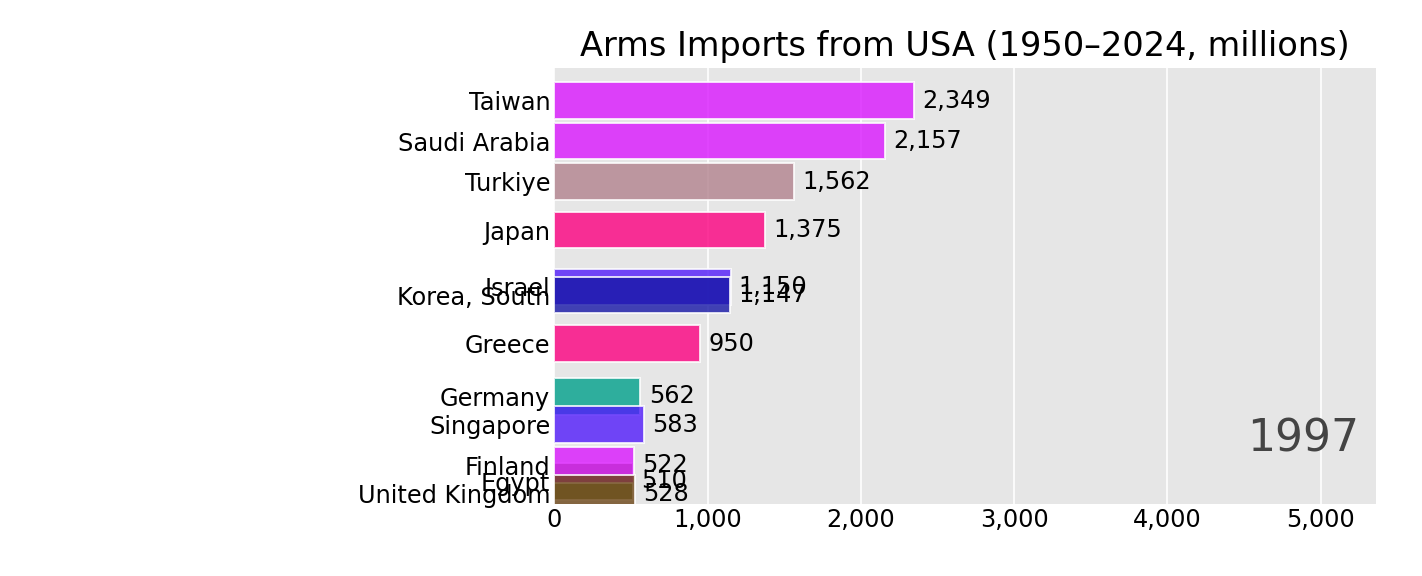 Arms Imports from USA (1950–2024, millions)
Taiwan 2,349
Saudi Arabia 2,157
Turkiye 1,562
Japan 1,375
Israel 1,150
Korea, South 1,147
Greece 950
Germany 562
Singapore 583
1997
Finland 522
Egypt 510
United Kingdom 528
0 1,000 2,000 3,000 4,000 5,000